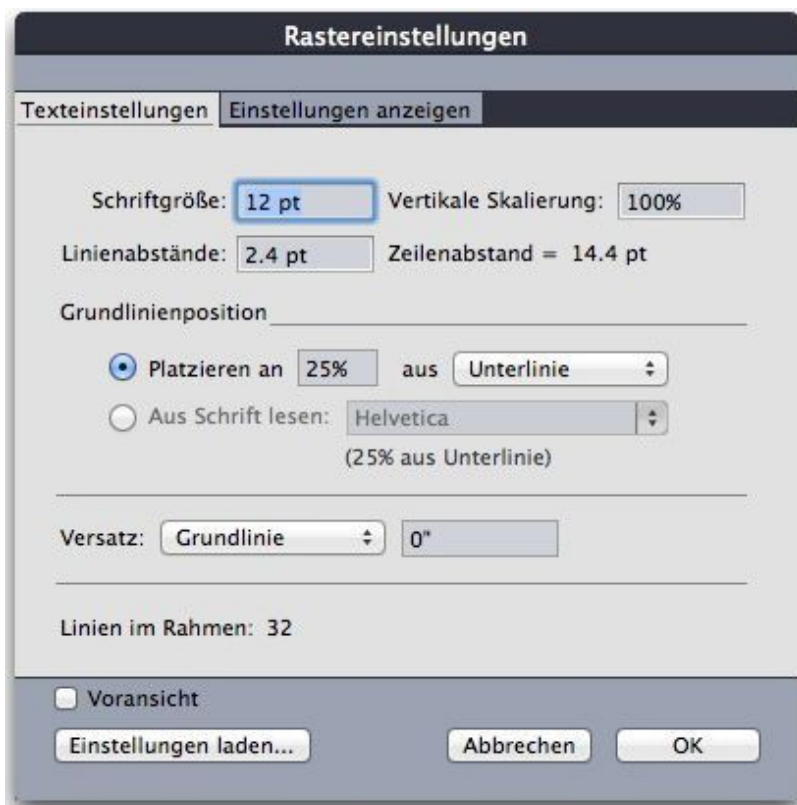 Rastereinstellungen
Texteinstellungen Einstellungen anzeigen
Schriftgröße: 12 pt Vertikale Skalierung: 100%
Linienabstände: 2.4 pt Zeilenabstand = 14.4 pt
Grundlinienposition
Platzieren an 25% aus Unterlinie
Aus Schrift lesen: Helvetica
(25% aus Unterlinie)
Versatz: Grundlinie 0"
Linien im Rahmen: 32
Voransicht
Einstellungen laden... Abbrechen OK